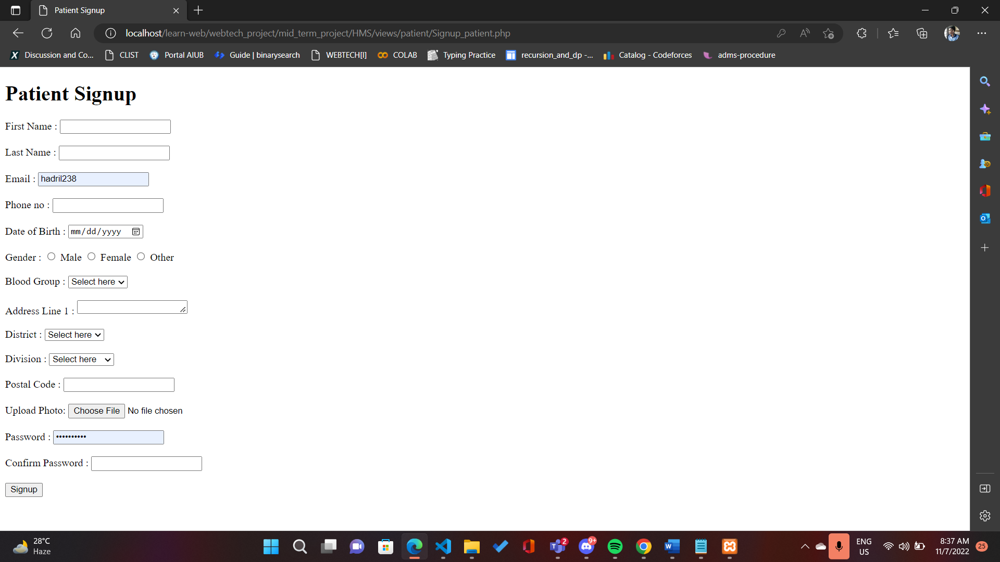 Patient Signup
localhost/learn-web/webtech_project/mid_term_project/HMS/views/patient/Signup_patient.php
Discussion and Co... CLIST Portal AIUB Guide | binarysearch WEBTECH[I] COLAB Typing Practice recursion_and_dp -... Catalog - Codeforces adms-procedure
Patient Signup
First Name :
Last Name :
Email : hadril238
Phone no :
Date of Birth : mm/dd/yyyy
Gender : Male Female Other
Blood Group : Select here
Address Line 1 :
District : Select here
Division : Select here
Postal Code :
Upload Photo: Choose File No file chosen
Password : ••••••••••
Confirm Password :
Signup
28°C
Haze
2
9+
ENG
US
8:37 AM
11/7/2022
25